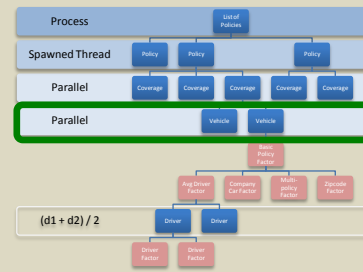 Process
List of
Policies
Spawned Thread
Policy
Policy
Policy
Parallel
Coverage
Coverage
Coverage
Coverage
Coverage
Parallel
Vehicle
Vehicle
Basic
Policy
Factor
Avg Driver
Factor
Company
Car Factor
Multi-
policy
Factor
Zipcode
Factor
(d1 + d2) / 2
Driver
Driver
Driver
Factor
Driver
Factor